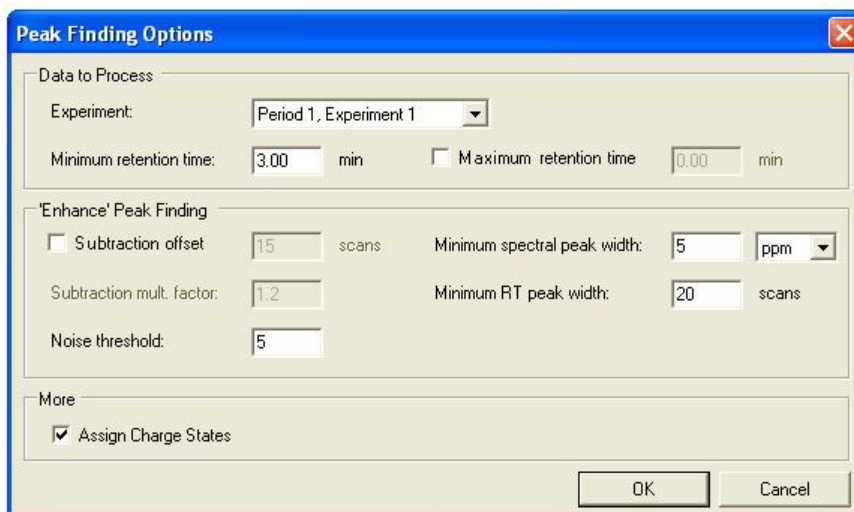 Peak Finding Options
Data to Process
Experiment: Period 1, Experiment 1
Minimum retention time: 3.00 min Maximum retention time 0.00 min
'Enhance' Peak Finding
Subtraction offset 15 scans Minimum spectral peak width: 5 ppm
Subtraction mult. factor: 1.2 Minimum RT peak width: 20 scans
Noise threshold: 5
More
Assign Charge States
OK Cancel